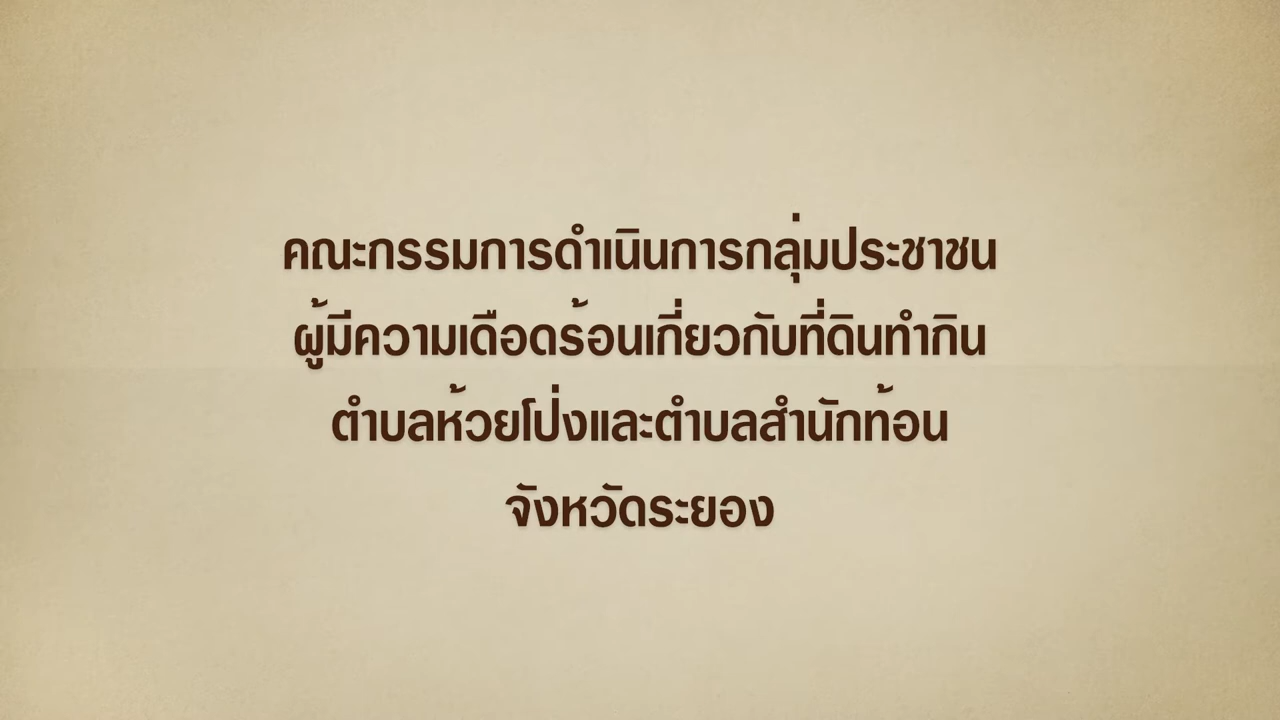 คณะกรรมการดำเนินการกลุ่มประชาชน
ผู้มีความเดือดร้อนเกี่ยวกับที่ดินทำกิน
ตำบลห้วยโป่งและตำบลสำนักท้อน
จังหวัดระยอง